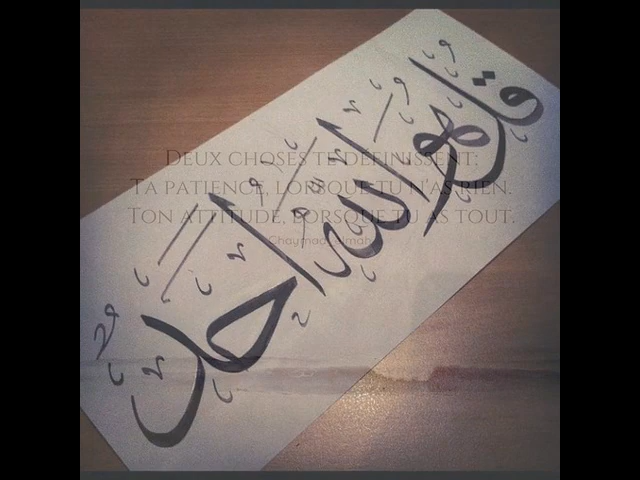 قل هو الله أحد
Deux choses te définissent:
Ta patience, lorsque tu n'as rien.
Ton attitude, lorsque tu as tout.